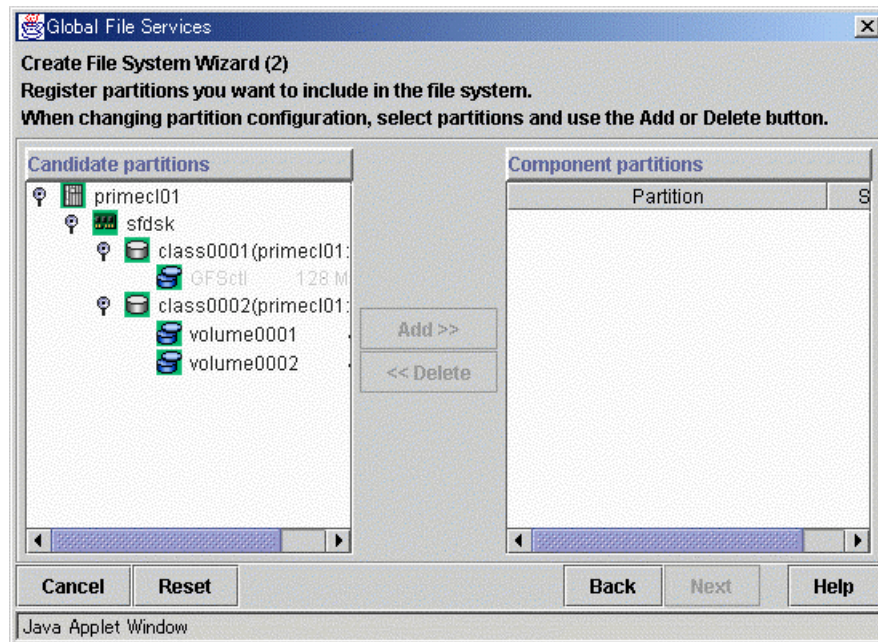 Global File Services
Create File System Wizard (2)
Register partitions you want to include in the file system.
When changing partition configuration, select partitions and use the Add or Delete button.
Candidate partitions
primecl01
sfdsk
class0001(primecl01:
GFSctl 128 M
class0002(primecl01:
volume0001
volume0002
Add >>
<< Delete
Component partitions
Partition S
Cancel Reset Back Next Help
Java Applet Window